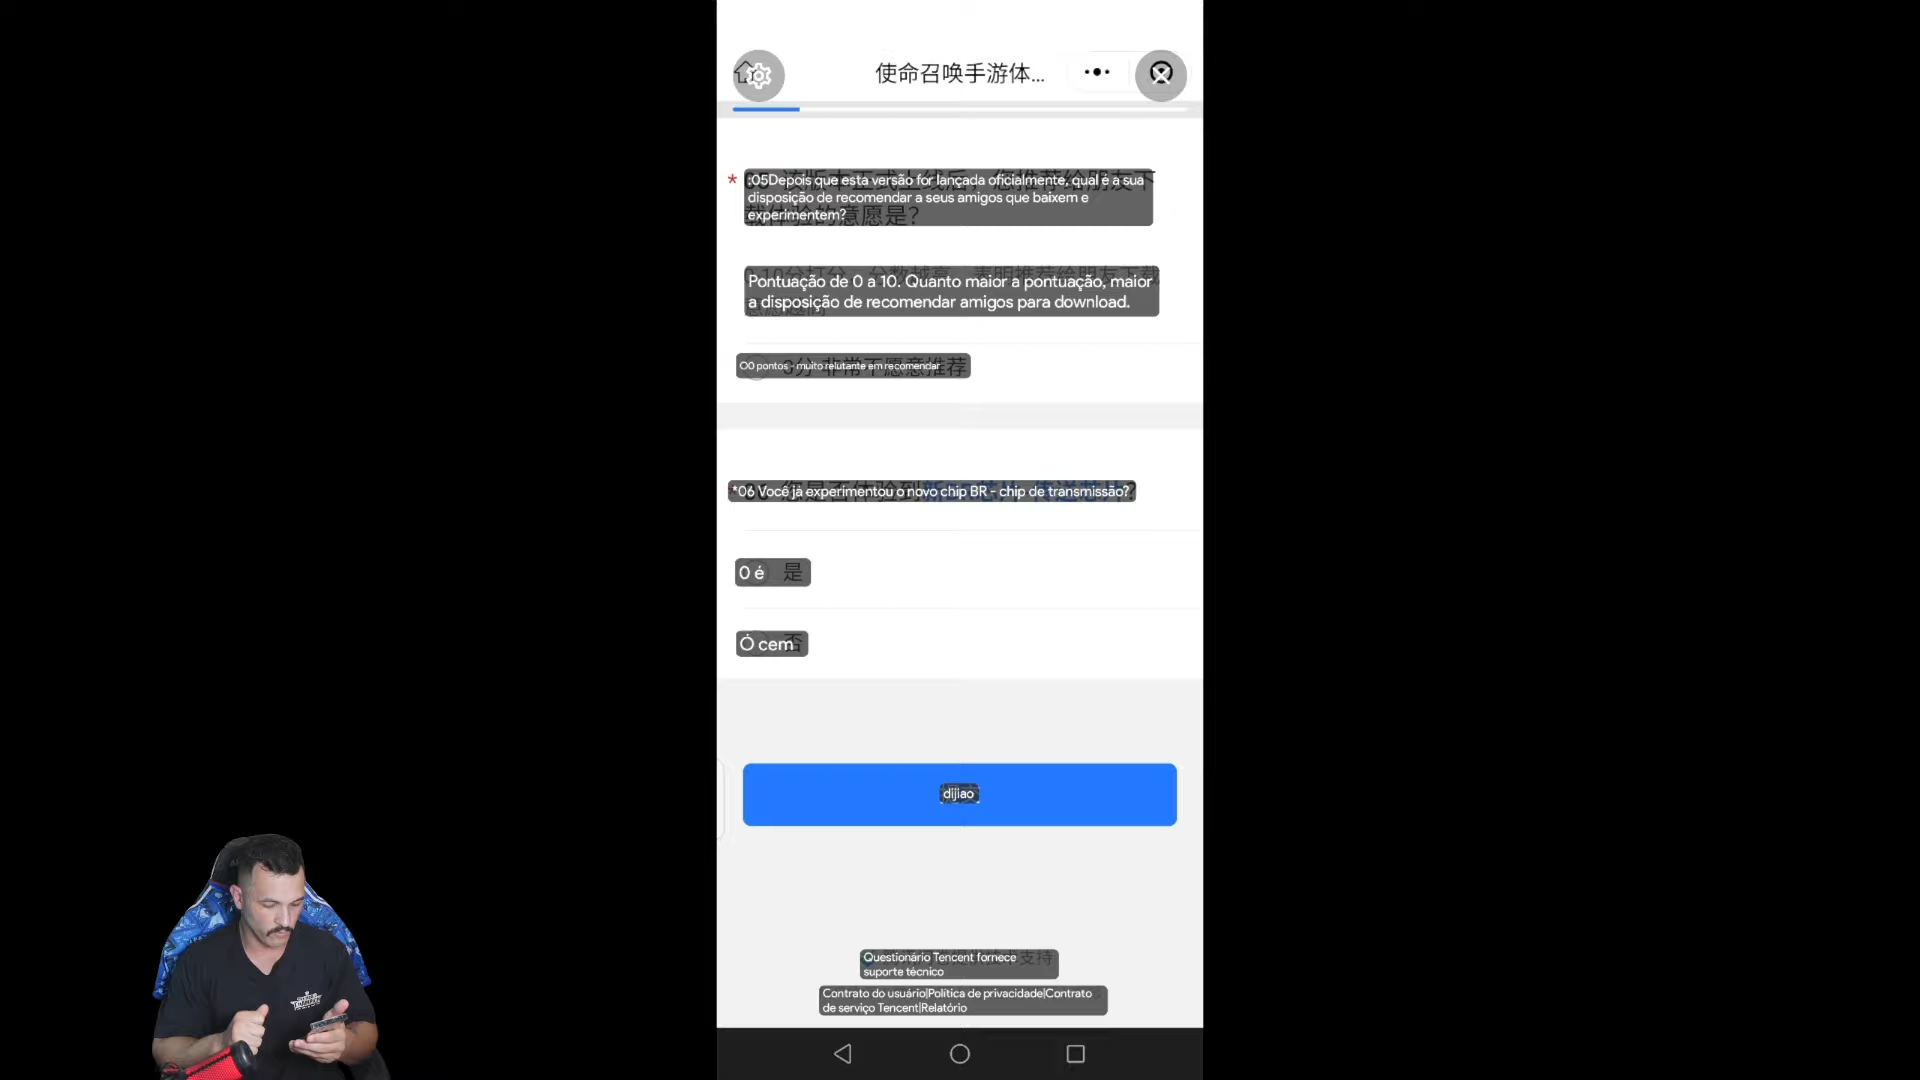 使命召唤手游体...
* :05Depois que esta versão for lançada oficialmente, qual é a sua
disposição de recomendar a seus amigos que baixem e
experimentem?
Pontuação de 0 a 10. Quanto maior a pontuação, maior
a disposição de recomendar amigos para download.
O0 pontos - muito relutante em recomendar
*06 Você já experimentou o novo chip BR - chip de transmissão?
0 é 是
Ó cem 否
dijiao
Questionário Tencent fornece
suporte técnico
Contrato do usuário|Política de privacidade|Contrato
de serviço Tencent|Relatório